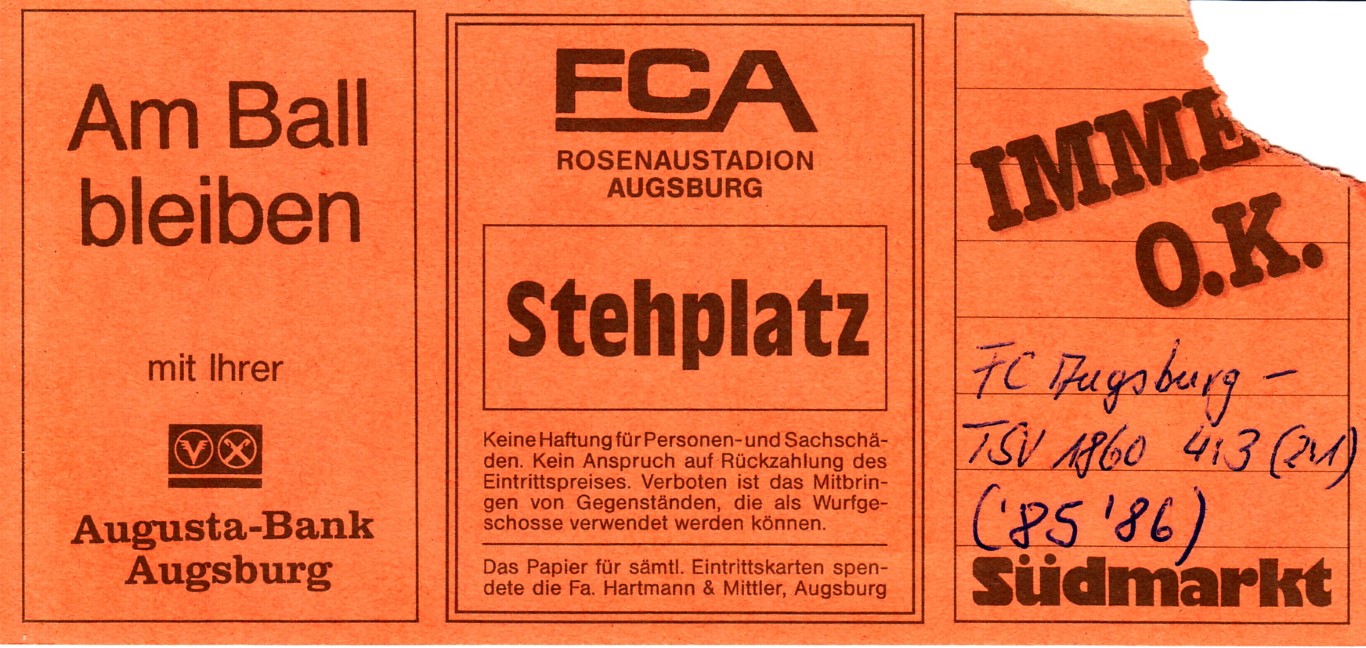 Am Ball
bleiben
mit Ihrer
Augusta-Bank
Augsburg
FCA
ROSENAUSTADION
AUGSBURG
Stehplatz
Keine Haftung für Personen- und Sachschä-
den. Kein Anspruch auf Rückzahlung des
Eintrittspreises. Verboten ist das Mitbrin-
gen von Gegenständen, die als Wurfge-
schosse verwendet werden können.
Das Papier für sämtl. Eintrittskarten spen-
dete die Fa. Hartmann & Mittler, Augsburg
IMME
O.K.
FC Augsburg –
TSV 1860 4:3 (2:1)
('85 '86)
Südmarkt